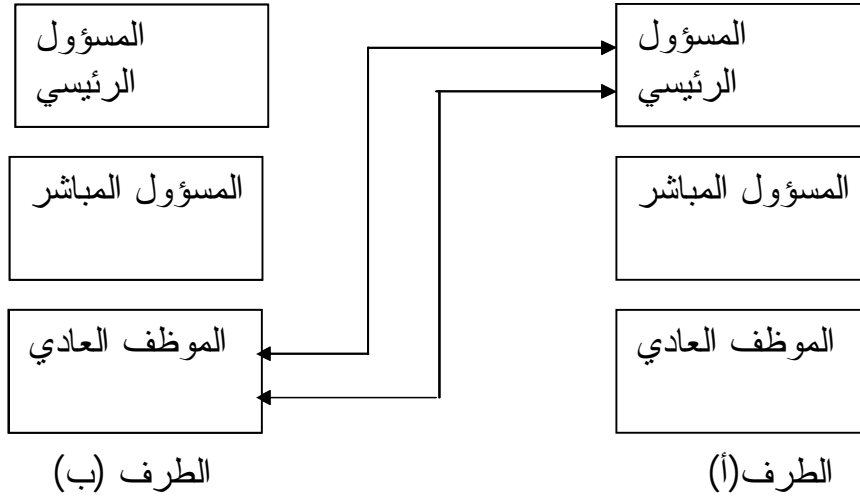 المسؤول
الرئيسي
المسؤول
الرئيسي
المسؤول المباشر
المسؤول المباشر
الموظف العادي
الموظف العادي
الطرف(أ)
الطرف (ب)